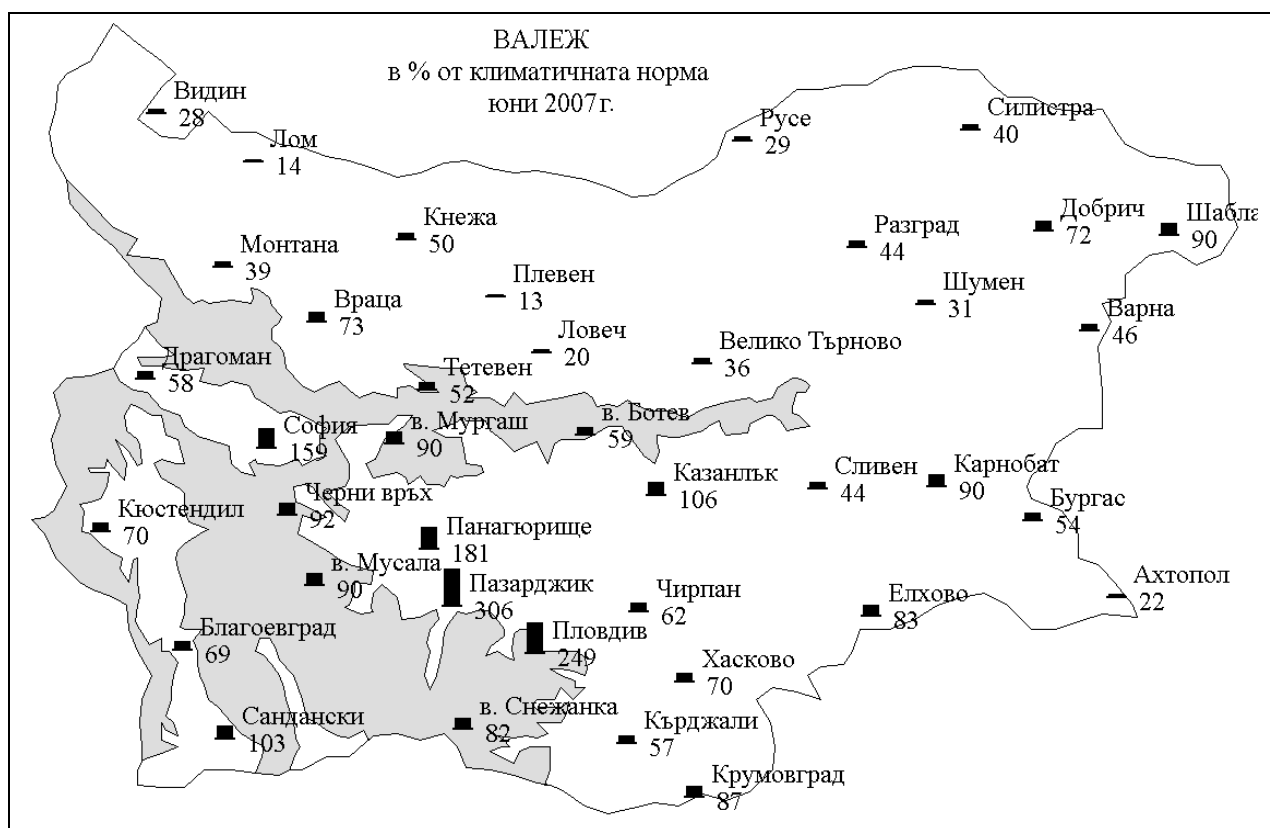 ВАЛЕЖ
в % от климатичната норма
юни 2007 г.
Видин
28
Лом
14
Русе
29
Силистра
40
Кнежа
50
Разград
44
Добрич
72
Шабла
90
Монтана
39
Плевен
13
Шумен
31
Враца
73
Варна
46
Ловеч
20
Велико Търново
36
Драгоман
58
Тетевен
52
в. Ботев
59
София
159
в. Мургаш
90
Казанлък
106
Сливен
44
Карнобат
90
Черни връх
92
Кюстендил
70
Бургас
54
Панагюрище
181
в. Мусала
90
Пазарджик
306
Чирпан
62
Елхово
83
Ахтопол
22
Благоевград
69
Пловдив
249
Хасково
70
Сандански
103
в. Снежанка
82
Кърджали
57
Крумовград
87